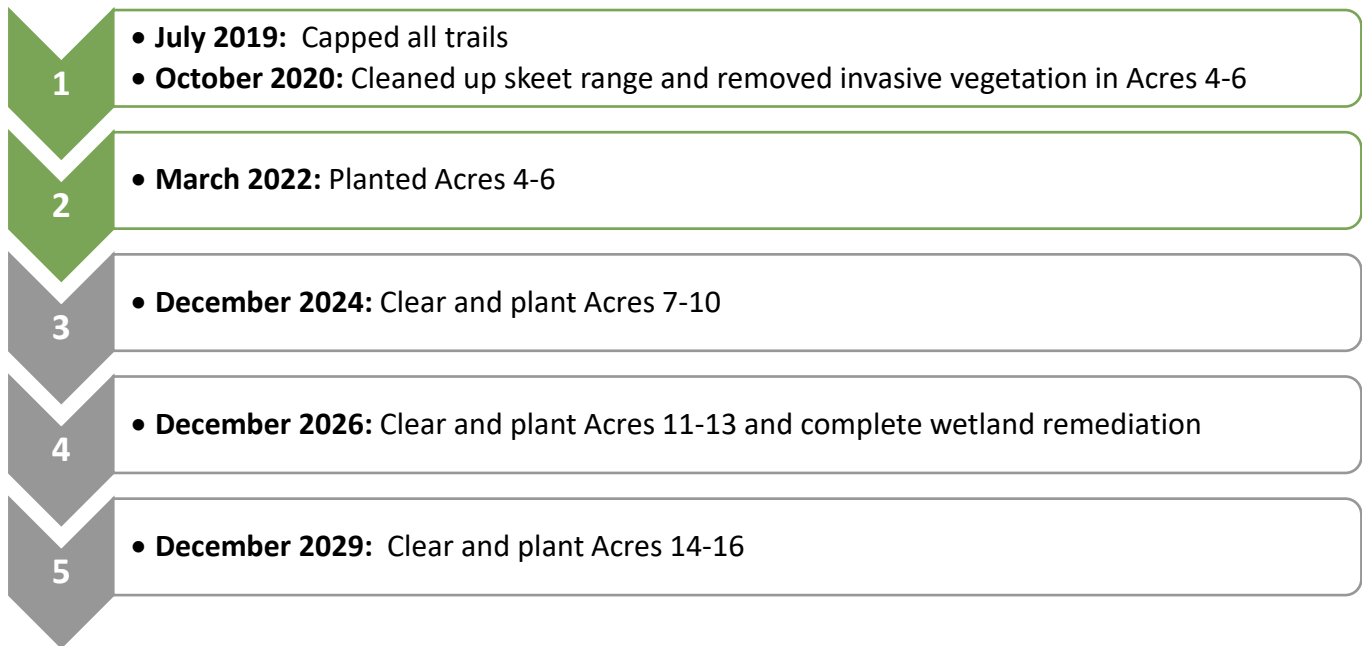 1
• July 2019:  Capped all trails
• October 2020: Cleaned up skeet range and removed invasive vegetation in Acres 4-6
2
• March 2022: Planted Acres 4-6
3
• December 2024: Clear and plant Acres 7-10
4
• December 2026: Clear and plant Acres 11-13 and complete wetland remediation
5
• December 2029:  Clear and plant Acres 14-16